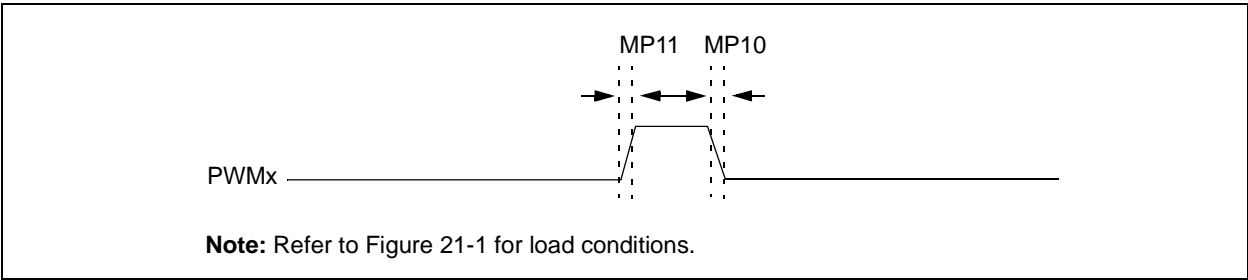 MP11 MP10
PWMx
Note: Refer to Figure 21-1 for load conditions.